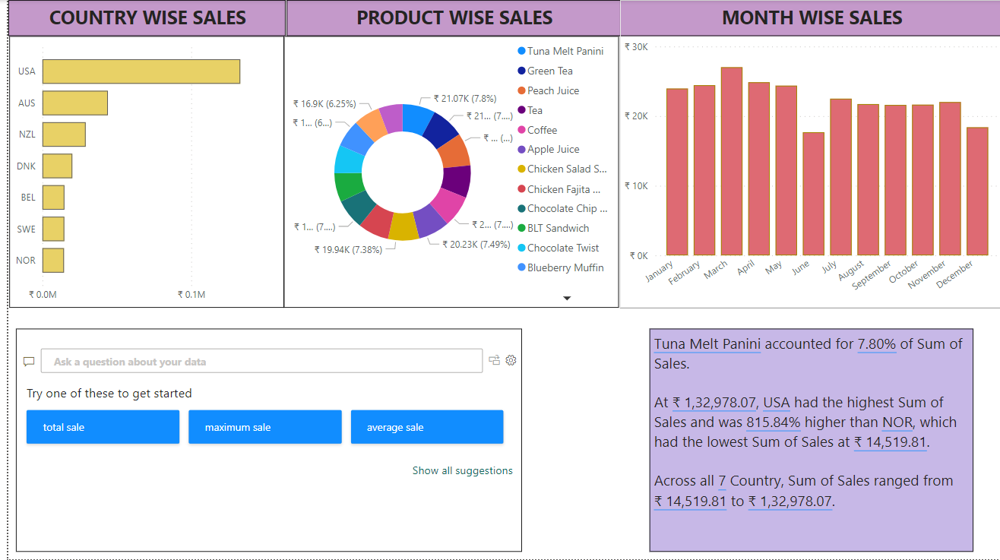 COUNTRY WISE SALES
USA
AUS
NZL
DNK
BEL
SWE
NOR
₹ 0.0M
₹ 0.1M
PRODUCT WISE SALES
₹ 16.9K (6.25%)
₹ 21.07K (7.8%)
₹ 1... (6...)
₹ 21... (7....)
₹ ... (...)
₹ 1... (7....)
₹ 2... (7....)
₹ 19.94K (7.38%)
₹ 20.23K (7.49%)
Tuna Melt Panini
Green Tea
Peach Juice
Tea
Coffee
Apple Juice
Chicken Salad S...
Chicken Fajita ...
Chocolate Chip ...
BLT Sandwich
Chocolate Twist
Blueberry Muffin
MONTH WISE SALES
₹ 30K
₹ 20K
₹ 10K
₹ 0K
January
February
March
April
May
June
July
August
September
October
November
December
Ask a question about your data
Try one of these to get started
total sale
maximum sale
average sale
Show all suggestions
Tuna Melt Panini accounted for 7.80% of Sum of
Sales.
At ₹ 1,32,978.07, USA had the highest Sum of
Sales and was 815.84% higher than NOR, which
had the lowest Sum of Sales at ₹ 14,519.81.
Across all 7 Country, Sum of Sales ranged from
₹ 14,519.81 to ₹ 1,32,978.07.